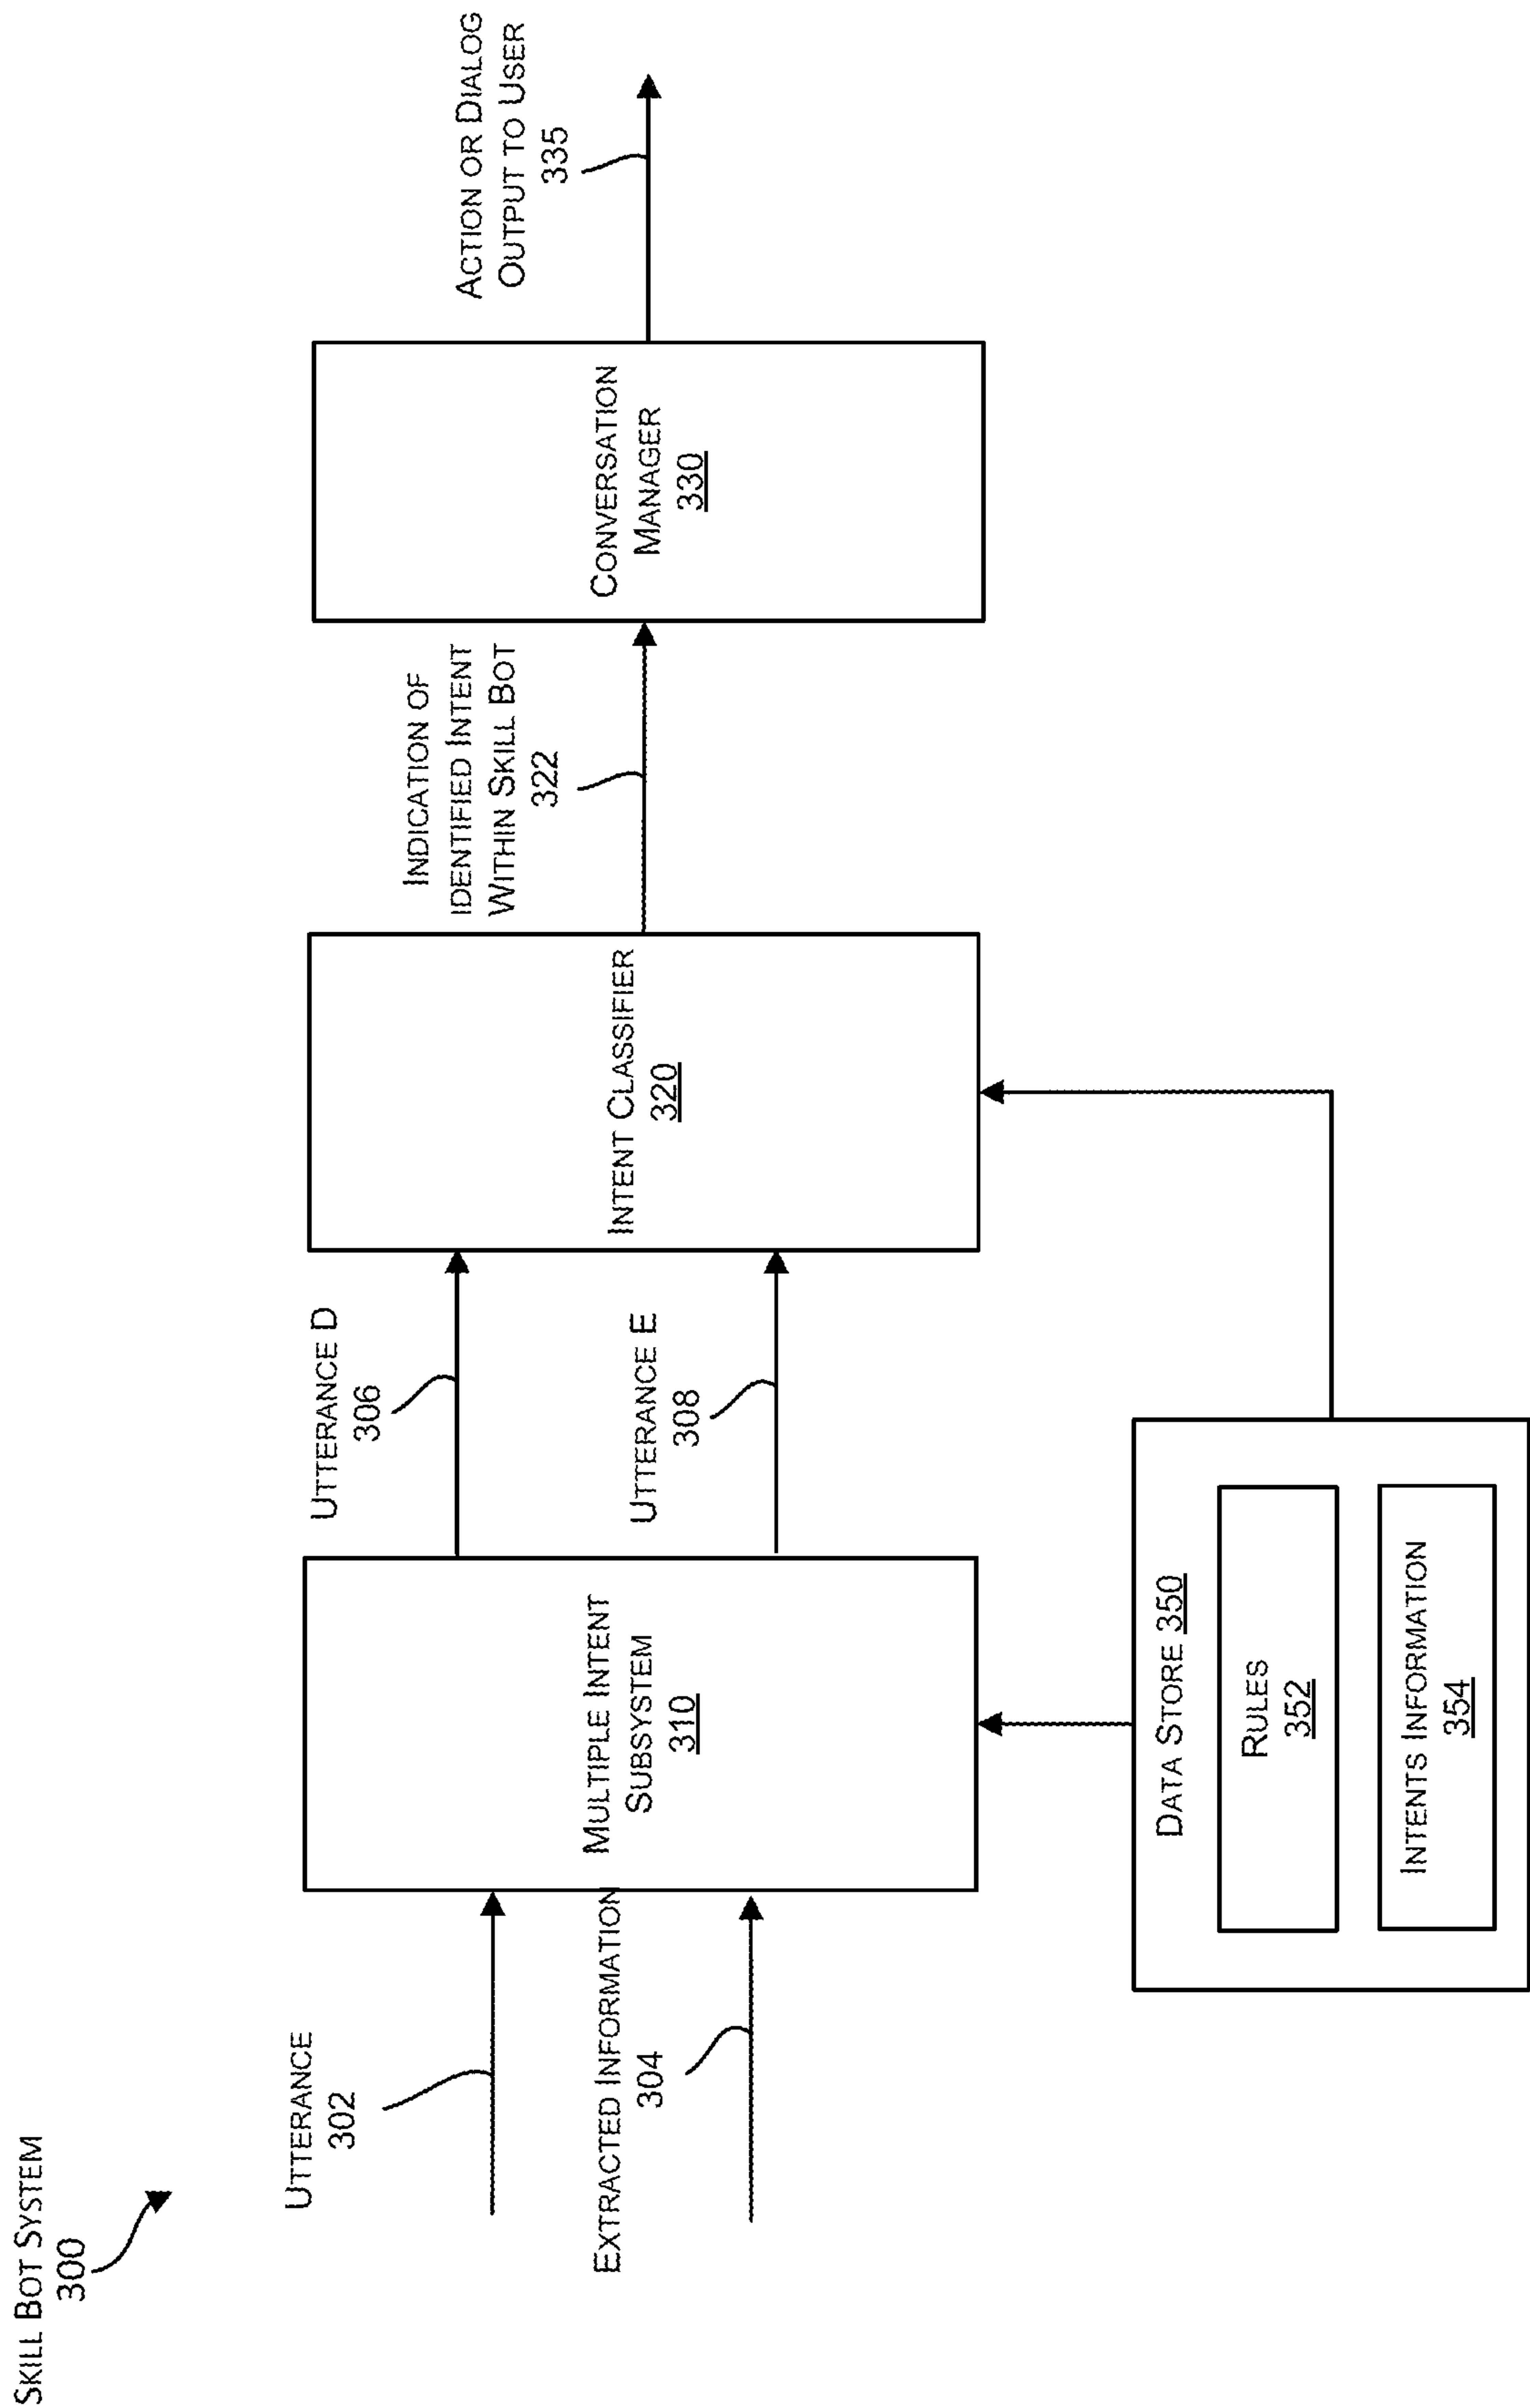 SKILL BOT SYSTEM
300
UTTERANCE
302
EXTRACTED INFORMATION
304
MULTIPLE INTENT
SUBSYSTEM
310
UTTERANCE D
306
UTTERANCE E
308
INTENT CLASSIFIER
320
INDICATION OF
IDENTIFIED INTENT
WITHIN SKILL BOT
322
CONVERSATION
MANAGER
330
ACTION OR DIALOG
OUTPUT TO USER
335
DATA STORE 350
RULES
352
INTENTS INFORMATION
354